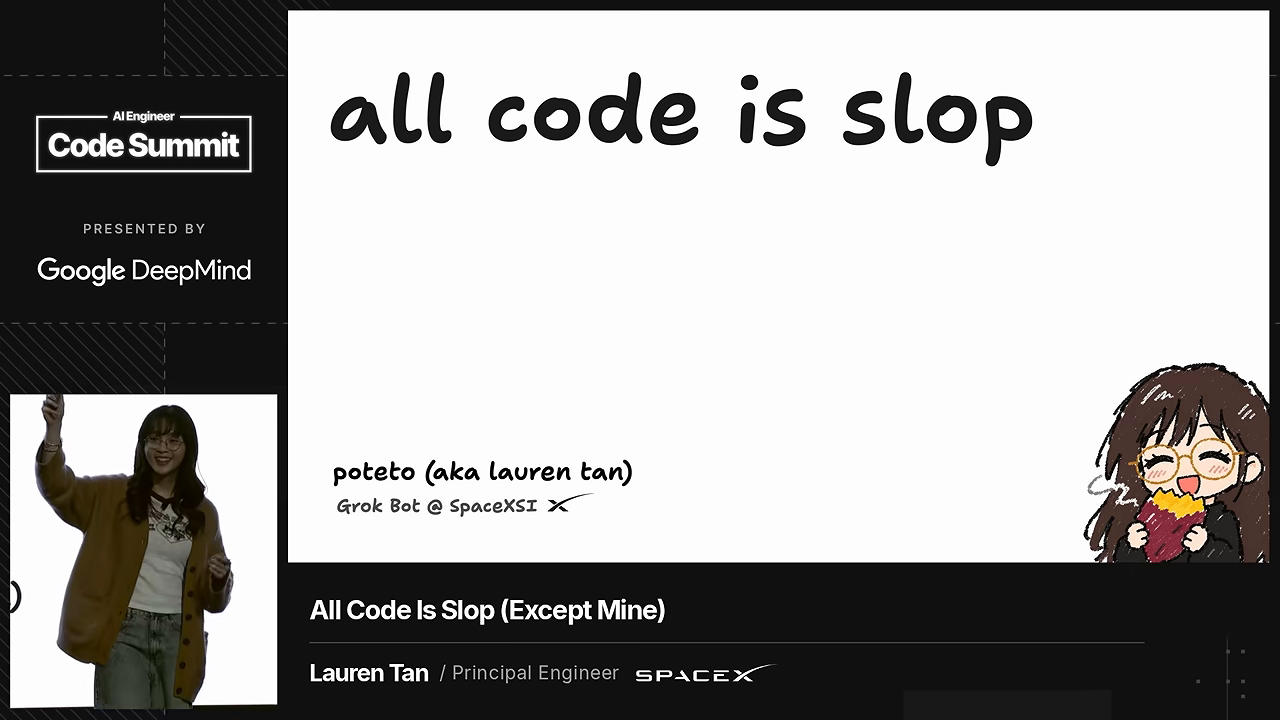 AI Engineer
Code Summit
PRESENTED BY
Google DeepMind
all code is slop
poteto (aka lauren tan)
Grok Bot @ SpaceXSI
All Code Is Slop (Except Mine)
Lauren Tan / Principal Engineer SPACEX